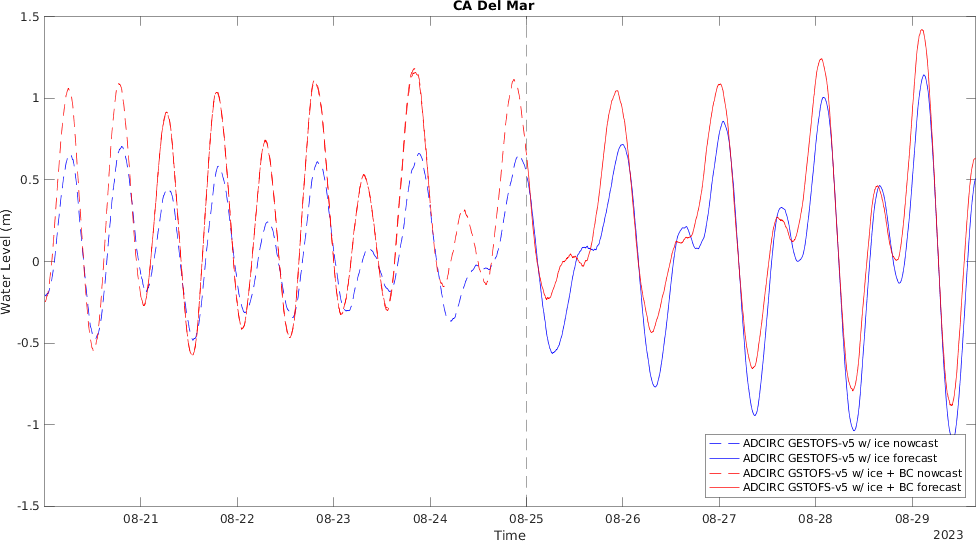 CA Del Mar
1.5
1
0.5
0
-0.5
-1
-1.5
Water Level (m)
08-21 08-22 08-23 08-24 08-25 08-26 08-27 08-28 08-29
Time
2023
ADCIRC GESTOFS-v5 w/ ice nowcast
ADCIRC GESTOFS-v5 w/ ice forecast
ADCIRC GSTOFS-v5 w/ ice + BC nowcast
ADCIRC GSTOFS-v5 w/ ice + BC forecast